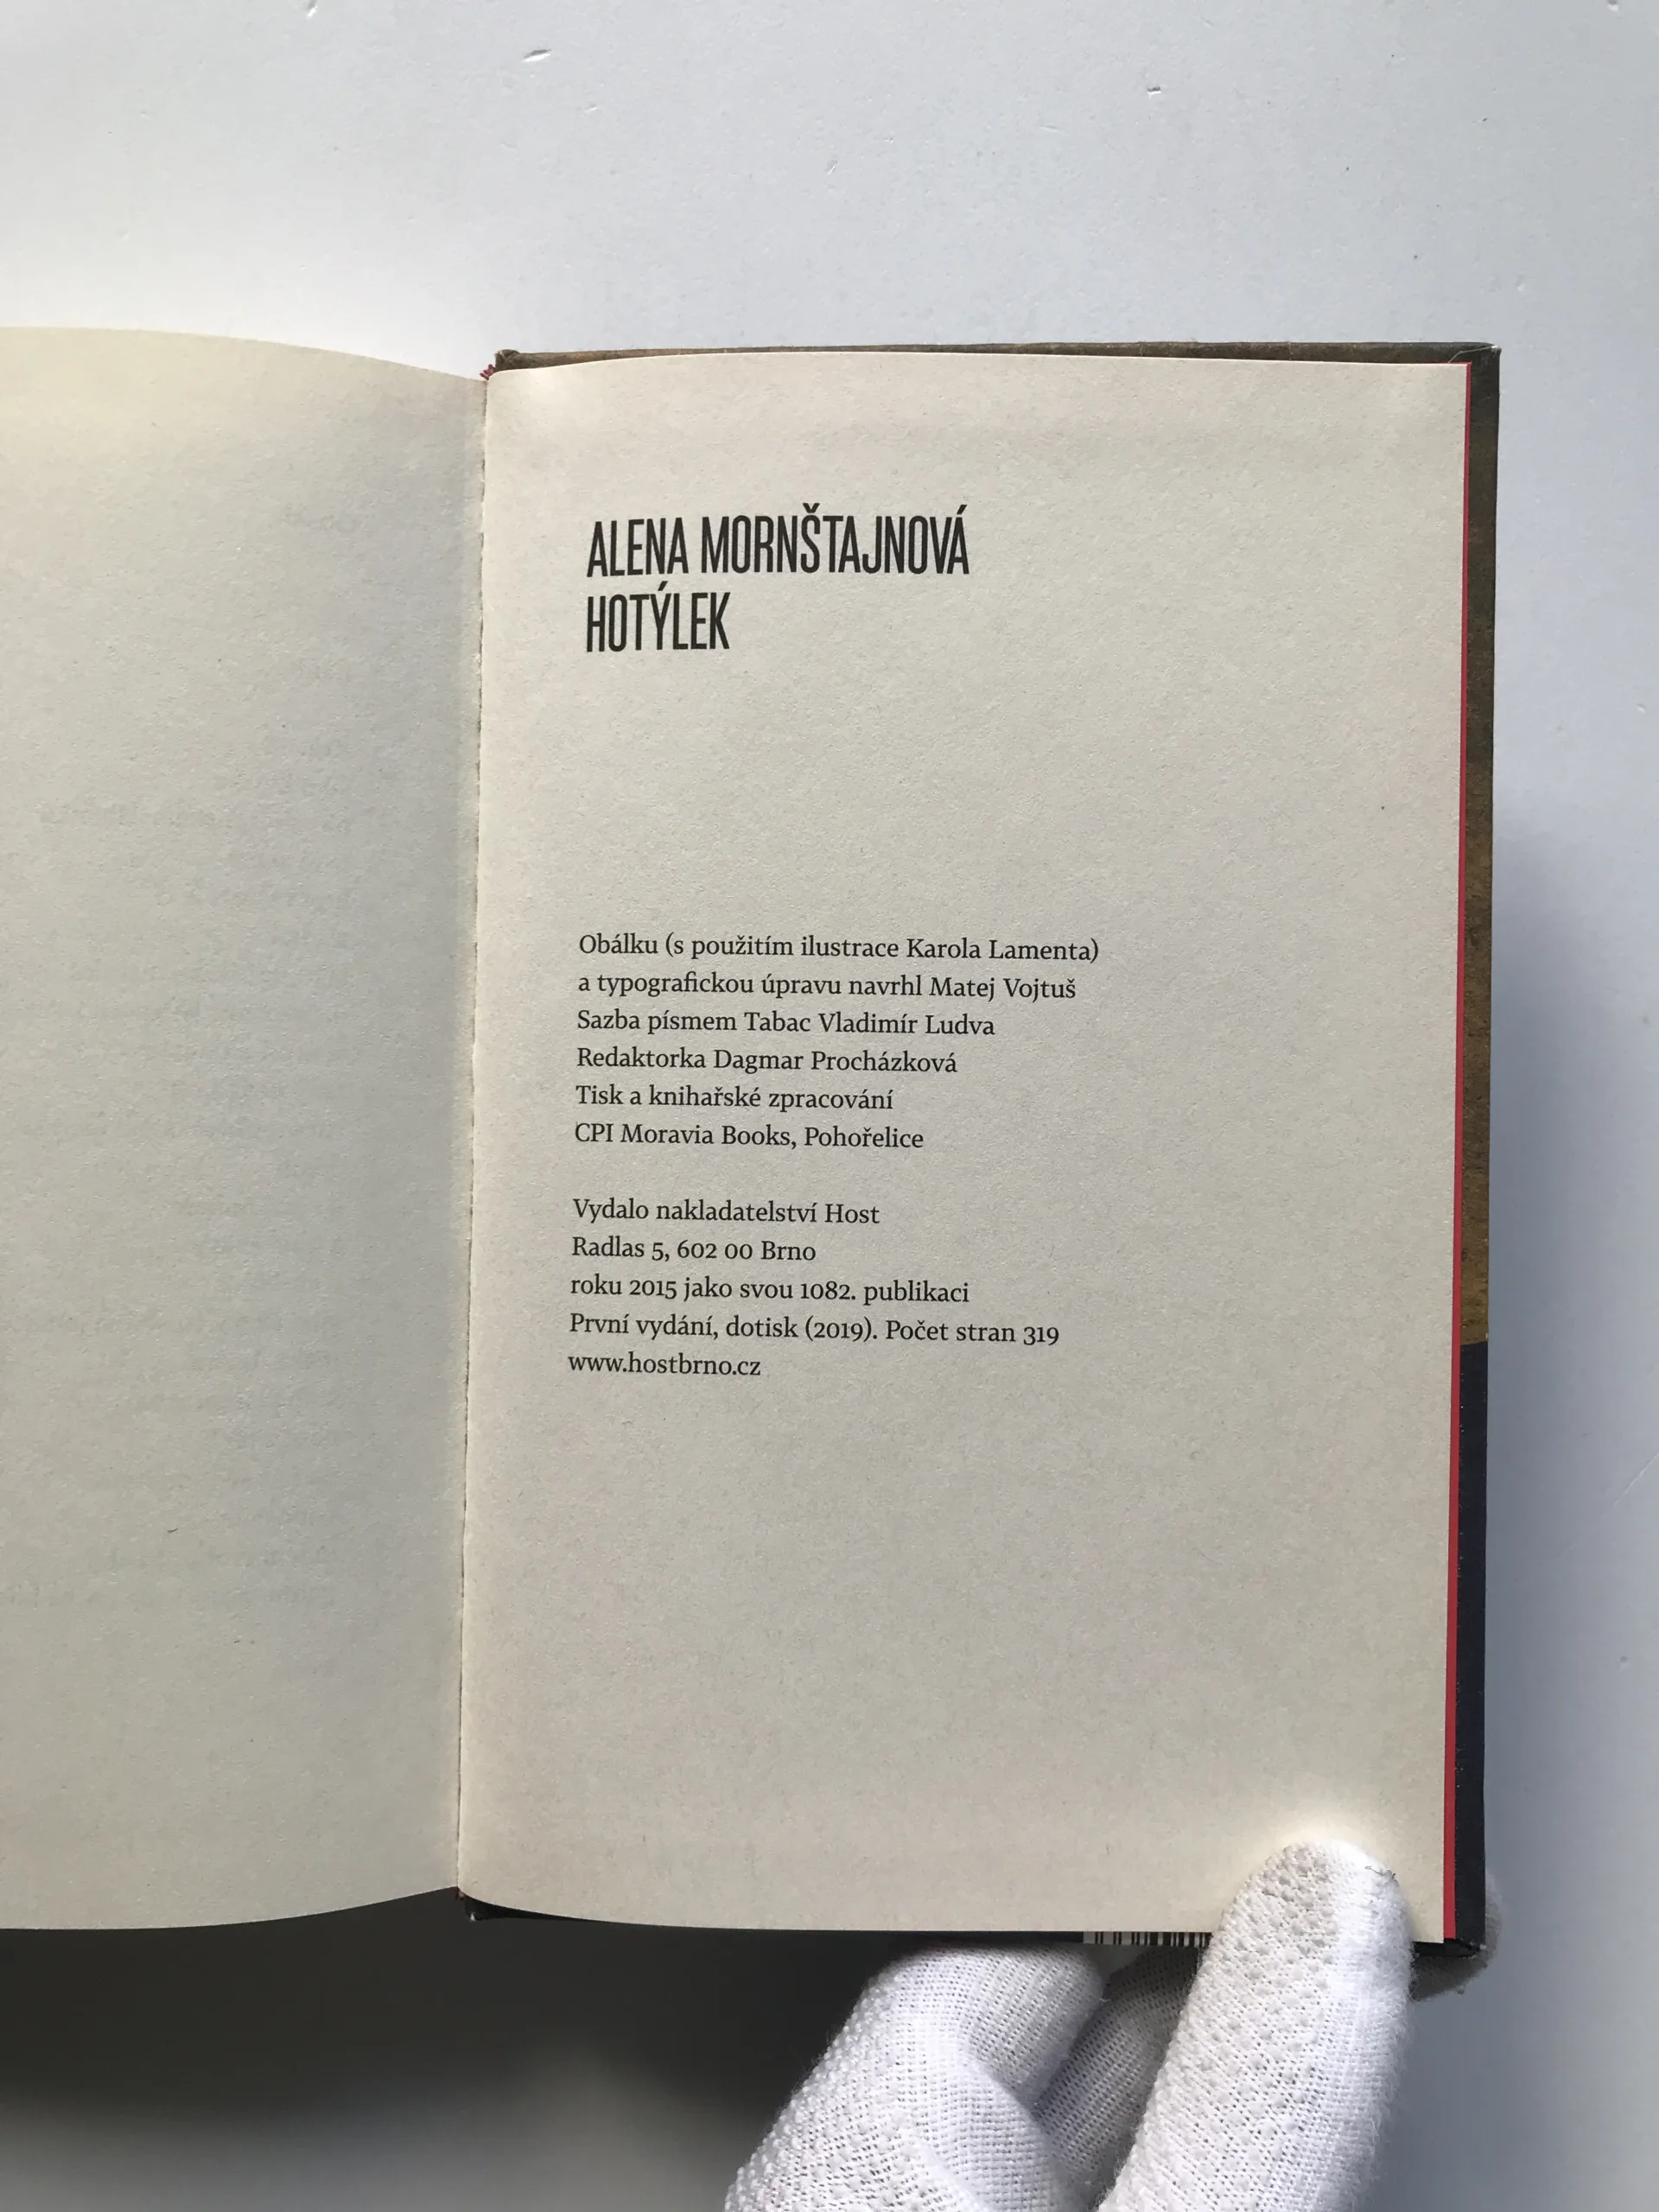 ALENA MORNŠTAJNOVÁ
HOTÝLEK
Obálku (s použitím ilustrace Karola Lamenta)
a typografickou úpravu navrhl Matej Vojtuš
Sazba písmem Tabac Vladimír Ludva
Redaktorka Dagmar Procházková
Tisk a knihařské zpracování
CPI Moravia Books, Pohořelice
Vydalo nakladatelství Host
Radlas 5, 602 00 Brno
roku 2015 jako svou 1082. publikaci
První vydání, dotisk (2019). Počet stran 319
www.hostbrno.cz